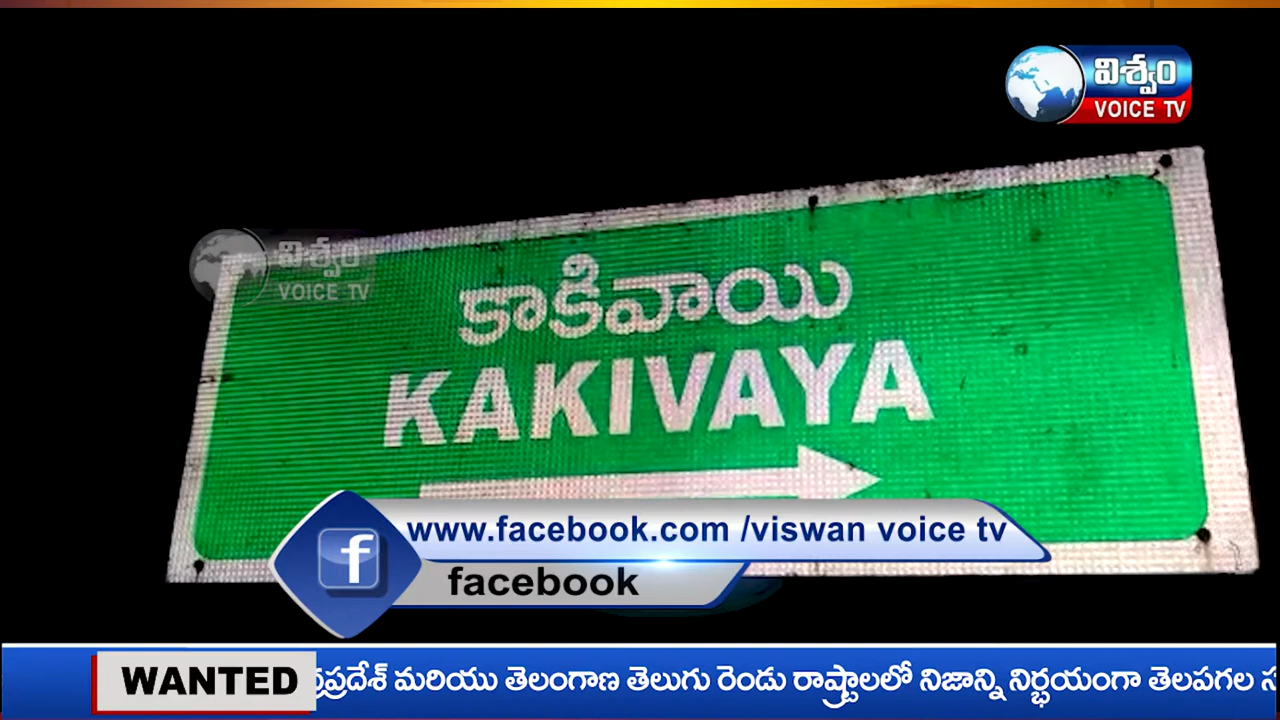 విశ్వం
VOICE TV
విశ్వం
VOICE TV
కాకివాయి
KAKIVAYA
www.facebook.com /viswan voice tv
facebook
WANTED
మరియు తెలంగాణ తెలుగు రెండు రాష్ట్రాలలో నిజాన్ని నిర్భయంగా తెలపగల